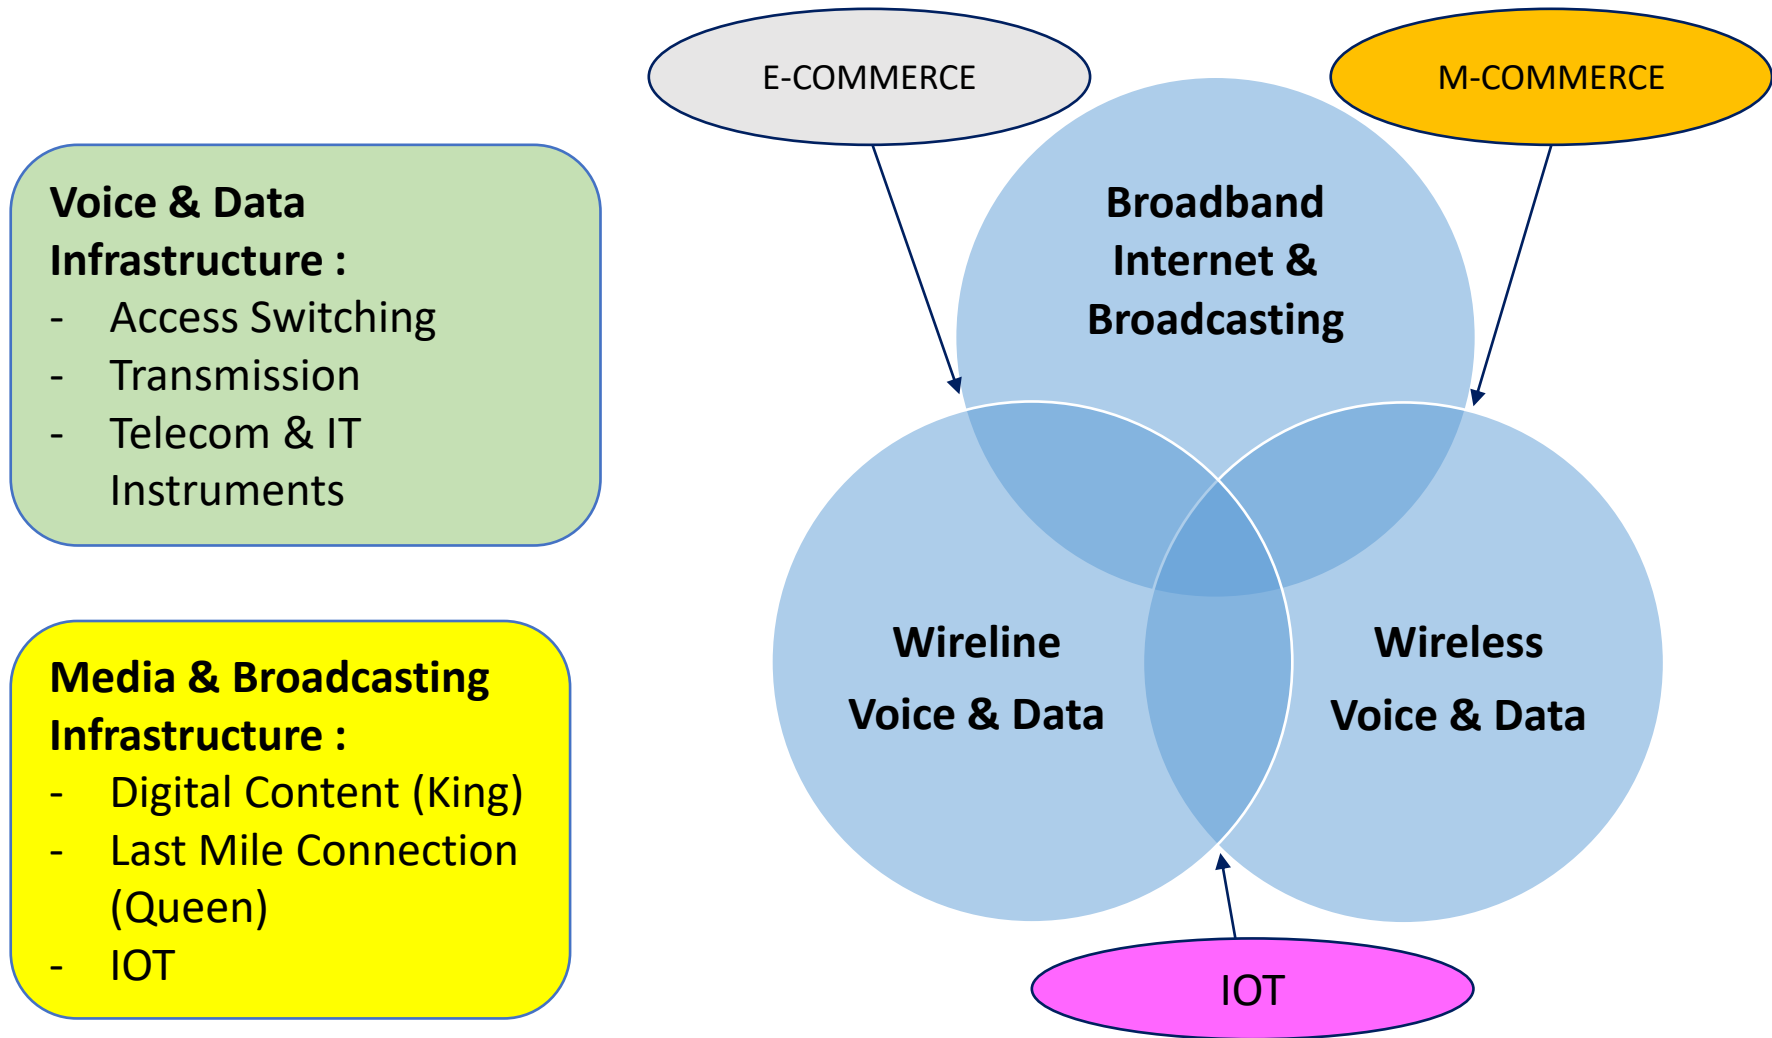 E-COMMERCE
M-COMMERCE
Voice & Data
Infrastructure :
- Access Switching
- Transmission
- Telecom & IT
Instruments
Broadband
Internet &
Broadcasting
Media & Broadcasting
Infrastructure :
- Digital Content (King)
- Last Mile Connection
(Queen)
- IOT
Wireline
Voice & Data
Wireless
Voice & Data
IOT